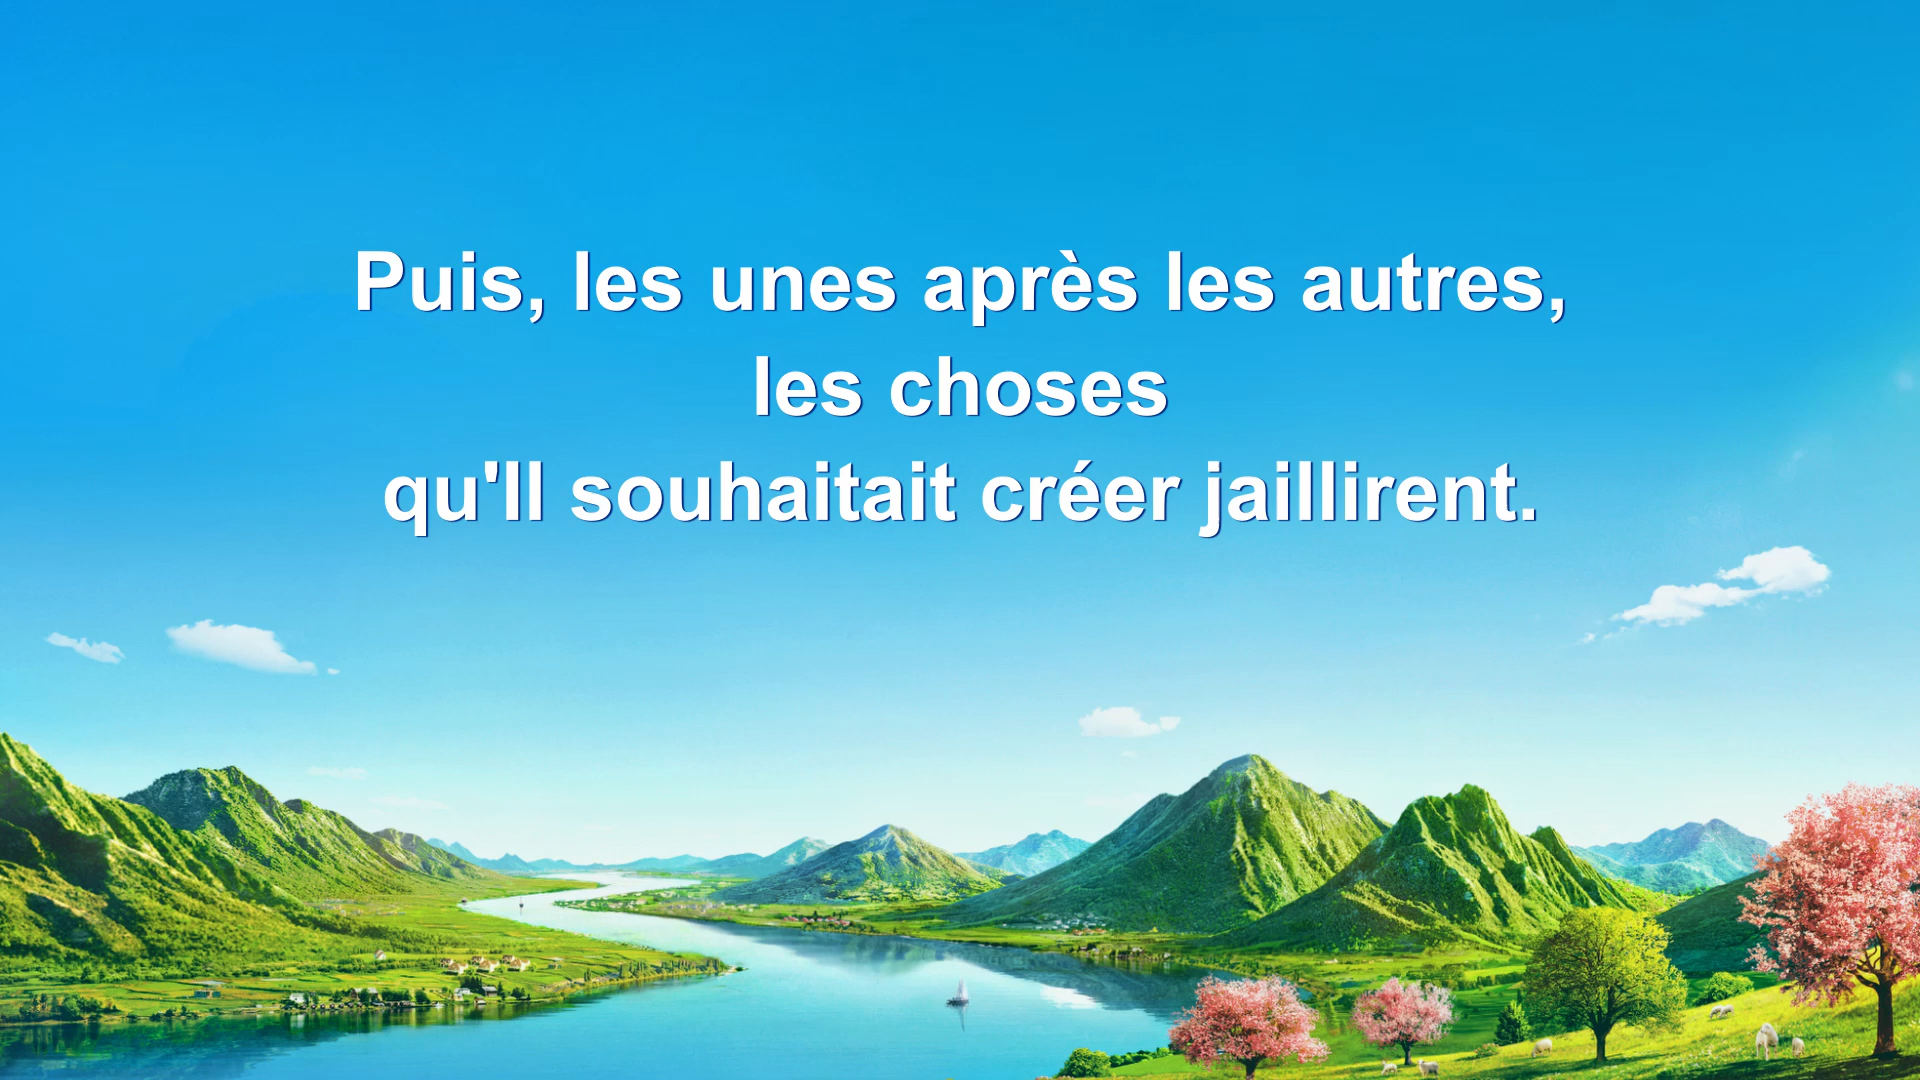 Puis, les unes après les autres,
les choses
qu'Il souhaitait créer jaillirent.